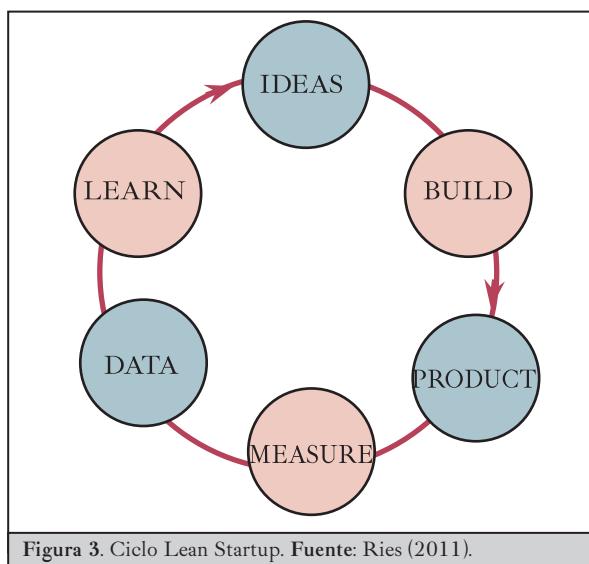 IDEAS
BUILD
PRODUCT
MEASURE
DATA
LEARN
Figura 3. Ciclo Lean Startup. Fuente: Ries (2011).